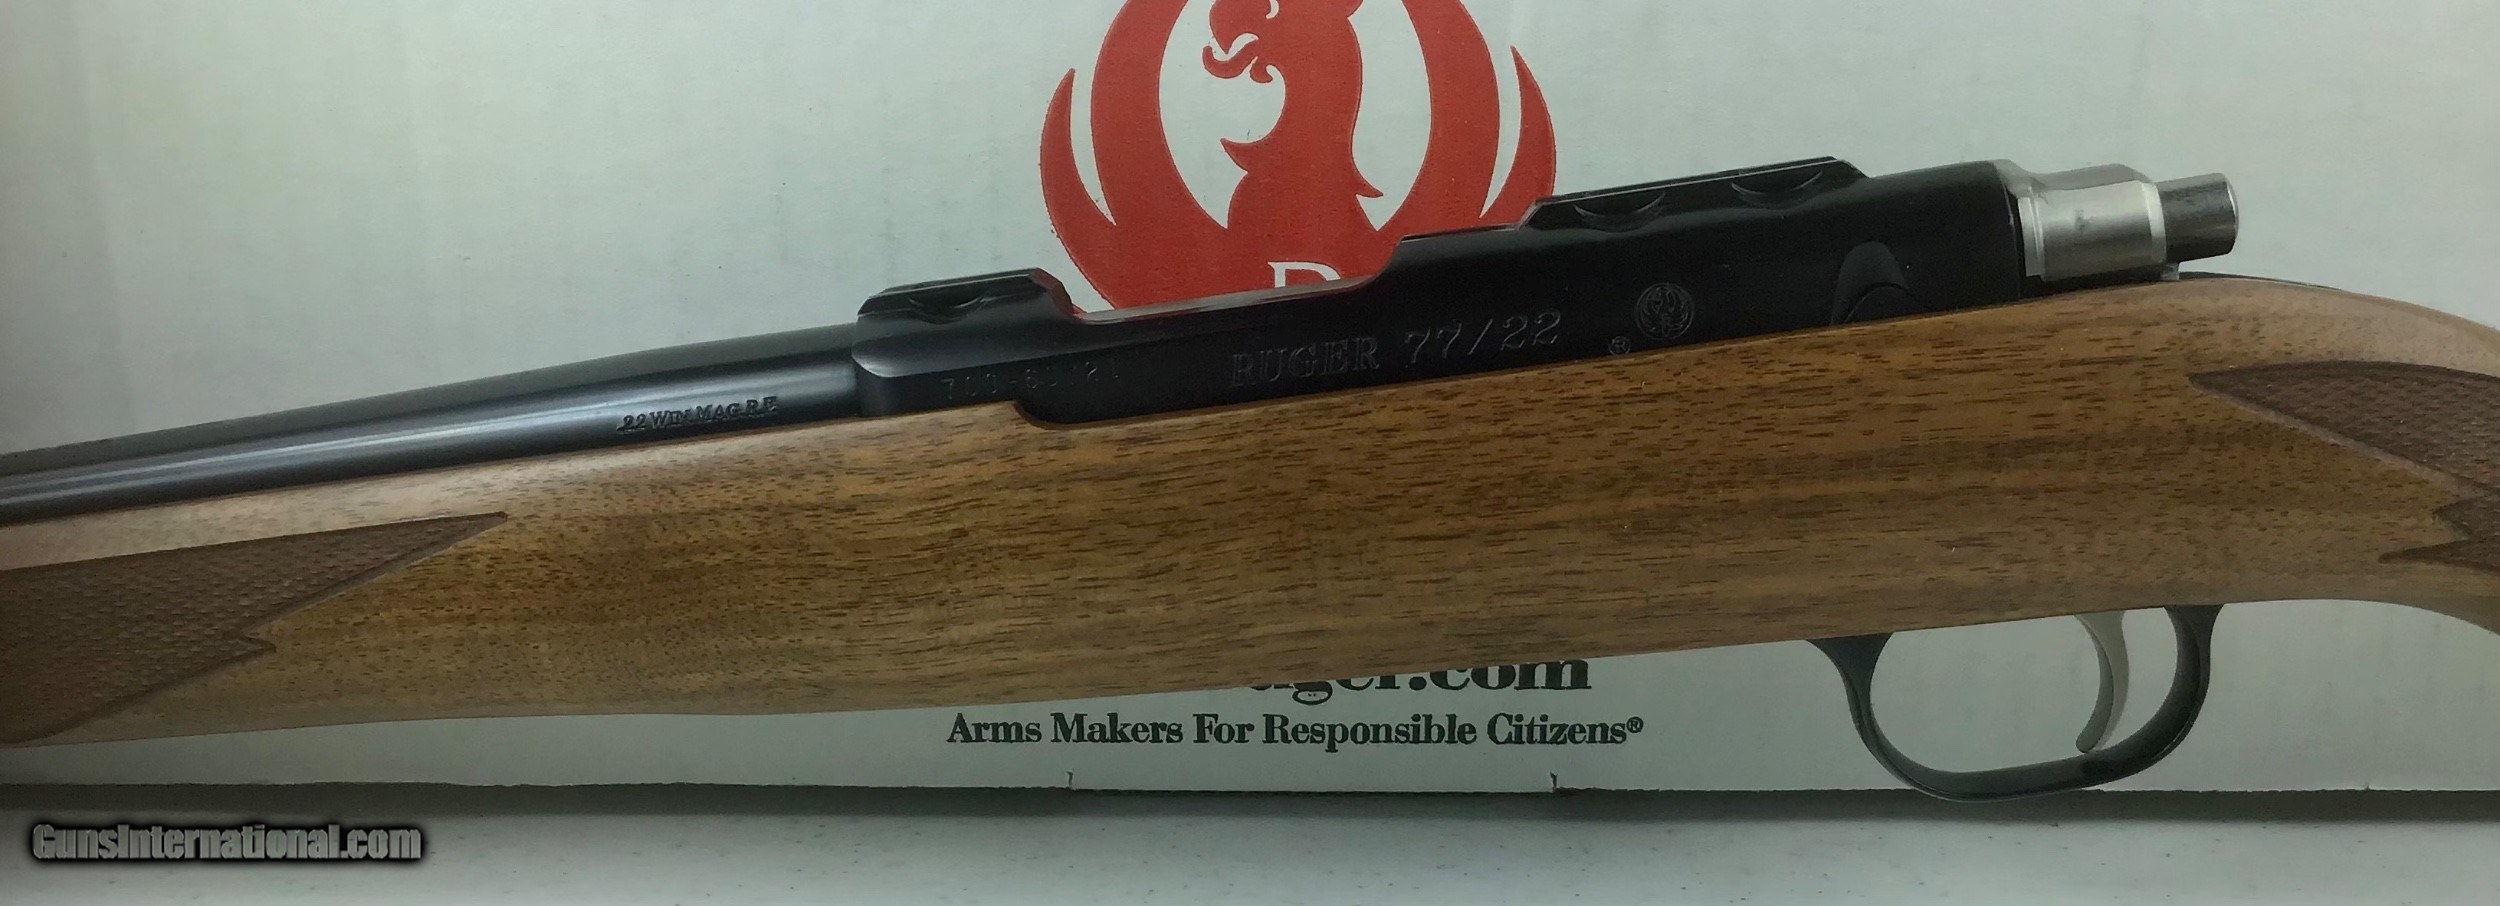 RUGER 77/22 ®
.22 WIN. MAG. R.F.
Arms Makers For Responsible Citizens®
GunsInternational.com